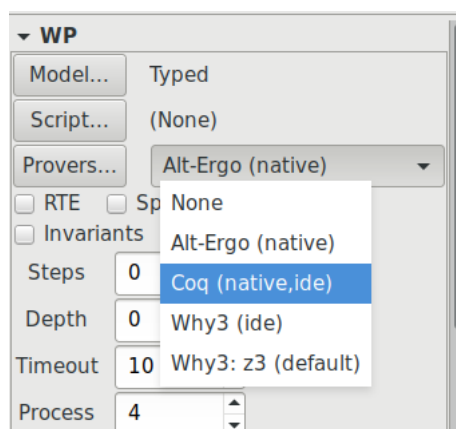 WP
Model... Typed
Script... (None)
Provers... Alt-Ergo (native)
RTE Sp
None
Invariants
Alt-Ergo (native)
Steps 0
Coq (native,ide)
Depth 0
Why3 (ide)
Timeout 10
Why3: z3 (default)
Process 4